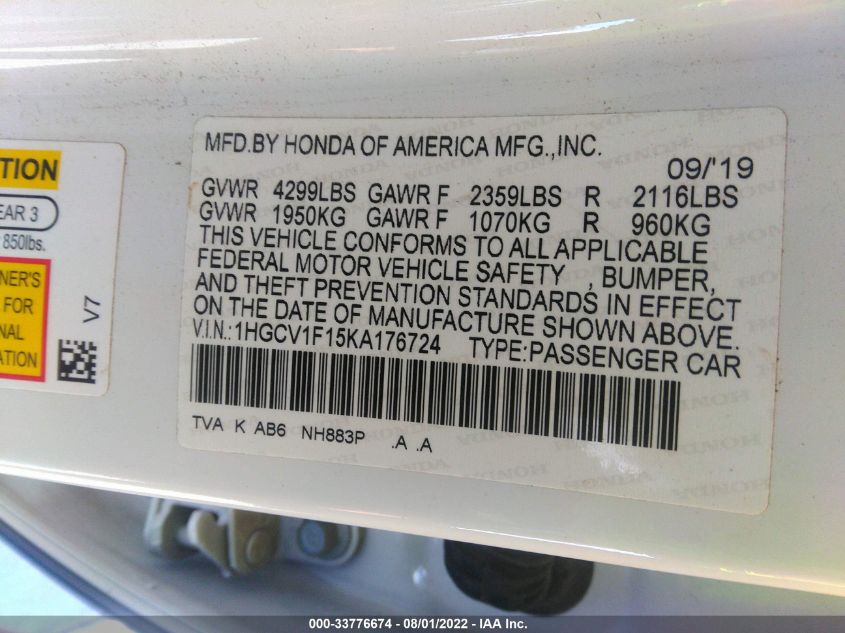 MFD.BY HONDA OF AMERICA MFG.,INC.
09/'19
GVWR 4299LBS GAWR F 2359LBS R 2116LBS
GVWR 1950KG GAWR F 1070KG R 960KG
THIS VEHICLE CONFORMS TO ALL APPLICABLE
FEDERAL MOTOR VEHICLE SAFETY , BUMPER,
AND THEFT PREVENTION STANDARDS IN EFFECT
ON THE DATE OF MANUFACTURE SHOWN ABOVE.
V.I.N.:1HGCV1F15KA176724 TYPE:PASSENGER CAR
TVA K AB6 NH883P .A .A
TION
EAR 3
850lbs.
NER'S
FOR
NAL
TION
V7
000-33776674 - 08/01/2022 - IAA Inc.